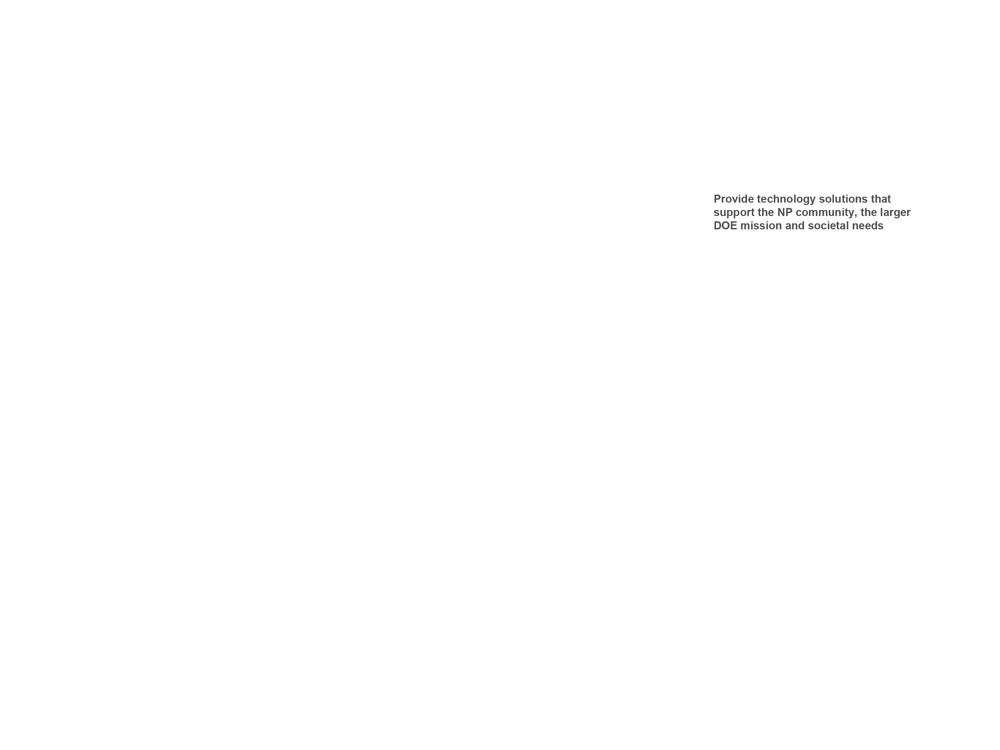 Provide technology solutions that
support the NP community, the larger
DOE mission and societal needs